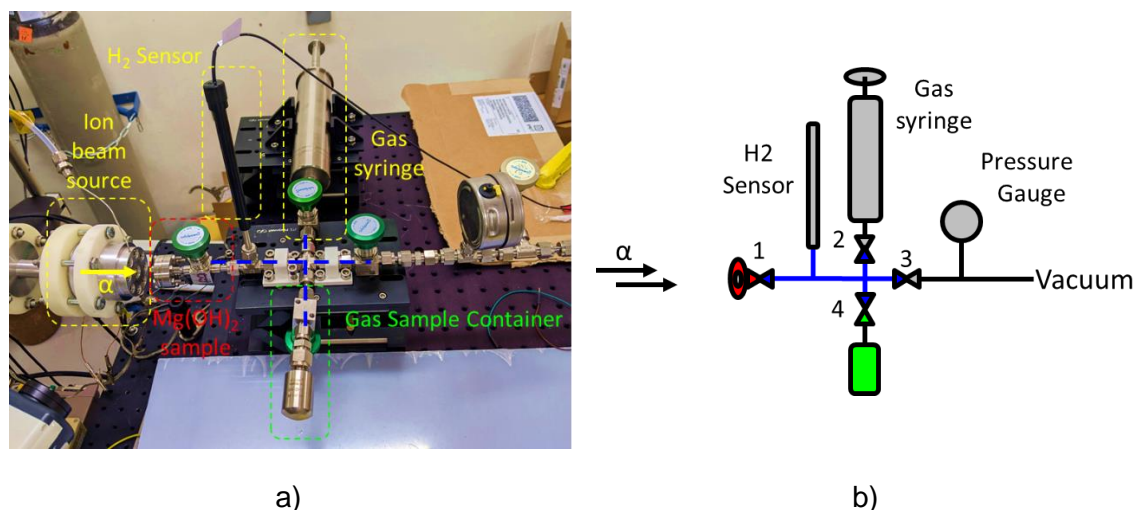 H₂ Sensor
Ion
beam
source
Gas
syringe
α
Mg(OH)₂
sample
Gas Sample Container
a)
Gas
syringe
H2
Sensor
Pressure
Gauge
α
1
2
3
4
Vacuum
b)